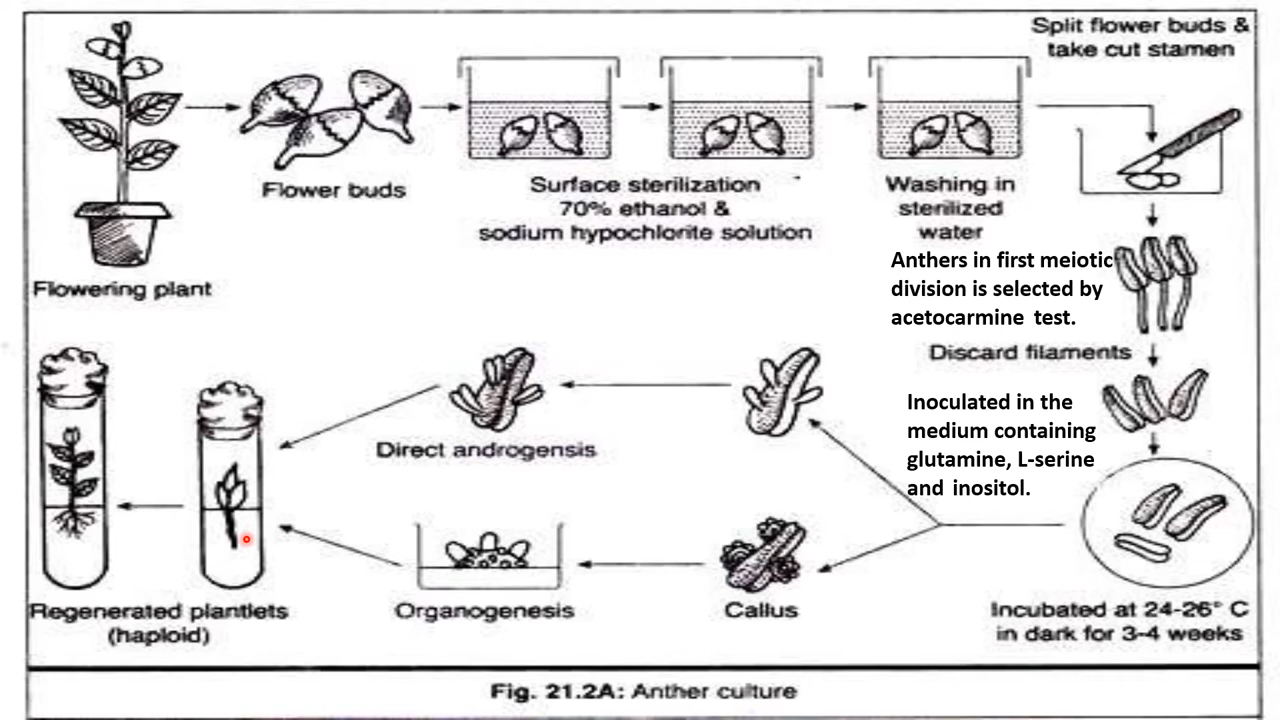 Split flower buds &
take cut stamen
Flower buds
Surface sterilization
70% ethanol &
sodium hypochlorite solution
Washing in
sterilized
water
Flowering plant
Anthers in first meiotic
division is selected by
acetocarmine test.
Discard filaments
Inoculated in the
medium containing
glutamine, L-serine
and inositol.
Direct androgensis
Regenerated plantlets
(haploid)
Organogenesis
Callus
Incubated at 24-26° C
in dark for 3-4 weeks
Fig. 21.2A: Anther culture